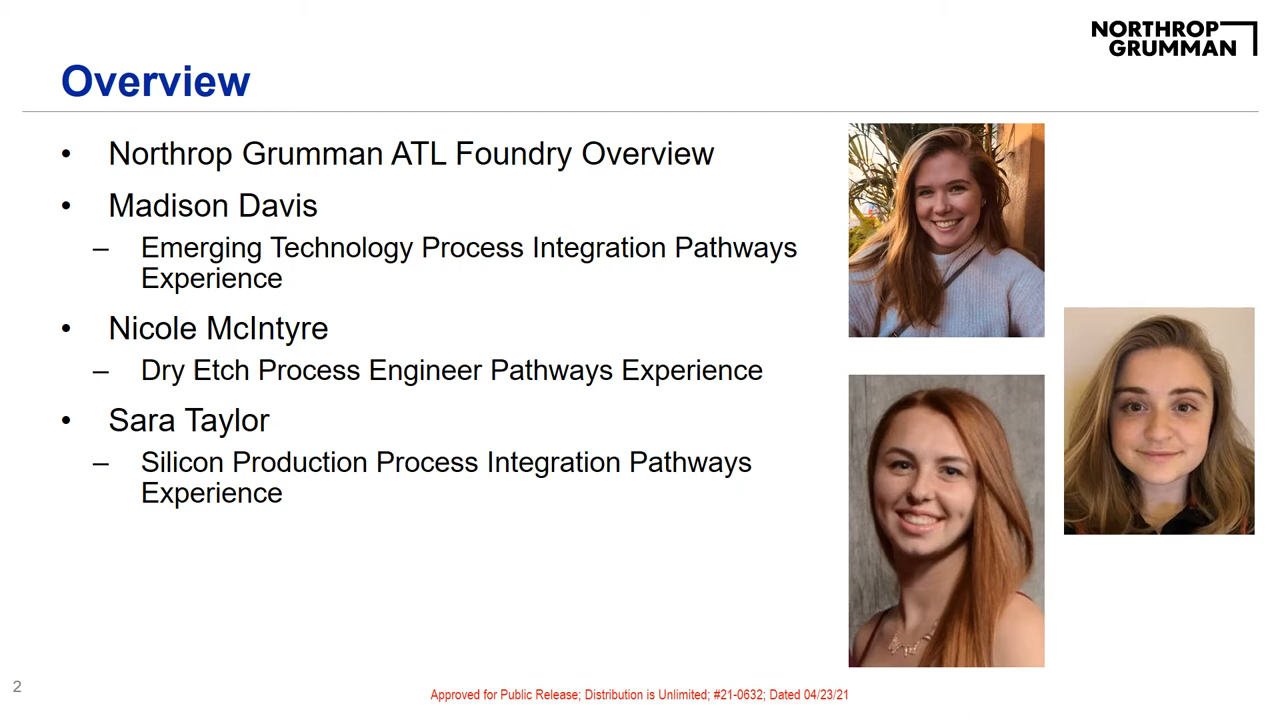 NORTHROP
GRUMMAN
Overview
• Northrop Grumman ATL Foundry Overview
• Madison Davis
– Emerging Technology Process Integration Pathways
Experience
• Nicole McIntyre
– Dry Etch Process Engineer Pathways Experience
• Sara Taylor
– Silicon Production Process Integration Pathways
Experience
2
Approved for Public Release; Distribution is Unlimited; #21-0632; Dated 04/23/21